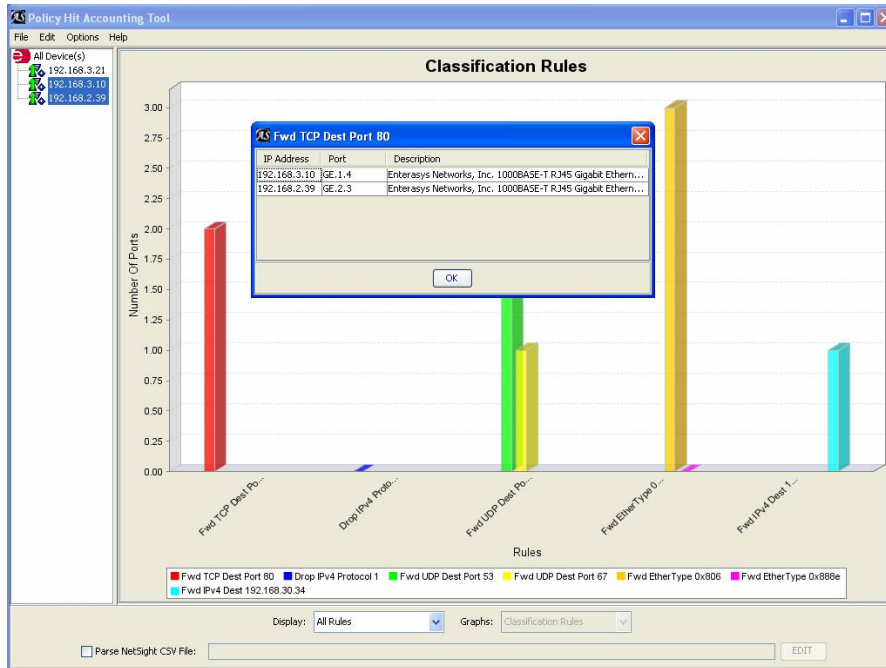 Policy Hit Accounting Tool
File Edit Options Help
All Device(s)
192.168.3.21
192.168.3.10
192.168.2.39
Classification Rules
Fwd TCP Dest Port 80
IP Address Port Description
192.168.3.10 GE.1.4 Enterasys Networks, Inc. 1000BASE-T RJ45 Gigabit Ethern...
192.168.2.39 GE.2.3 Enterasys Networks, Inc. 1000BASE-T RJ45 Gigabit Ethern...
OK
Number Of Ports
3.00
2.75
2.50
2.25
2.00
1.75
1.50
1.25
1.00
0.75
0.50
0.25
0.00
Fwd TCP Dest Po...
Drop IPv4 Proto...
Fwd UDP Dest Po...
Fwd EtherType 0...
Fwd IPv4 Dest 1...
Rules
Fwd TCP Dest Port 80 Drop IPv4 Protocol 1 Fwd UDP Dest Port 53 Fwd UDP Dest Port 67 Fwd EtherType 0x806 Fwd EtherType 0x888e
Fwd IPv4 Dest 192.168.30.34
Display: All Rules Graphs: Classification Rules
Parse NetSight CSV File: EDIT